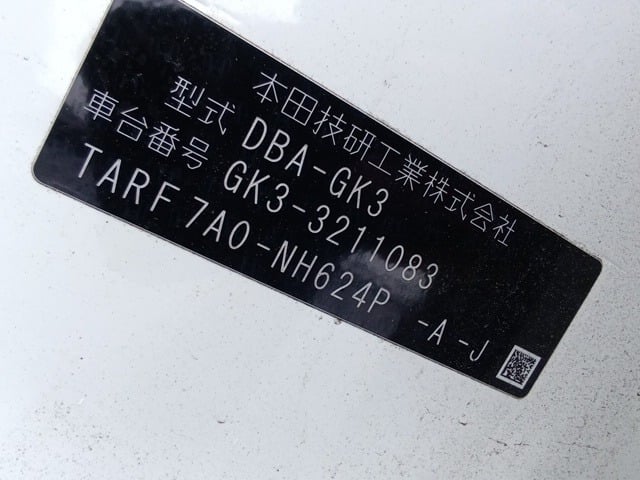 本田技研工業株式会社
型式 DBA-GK3
車台番号 GK3-3211083
TARF 7A0-NH624P -A-J